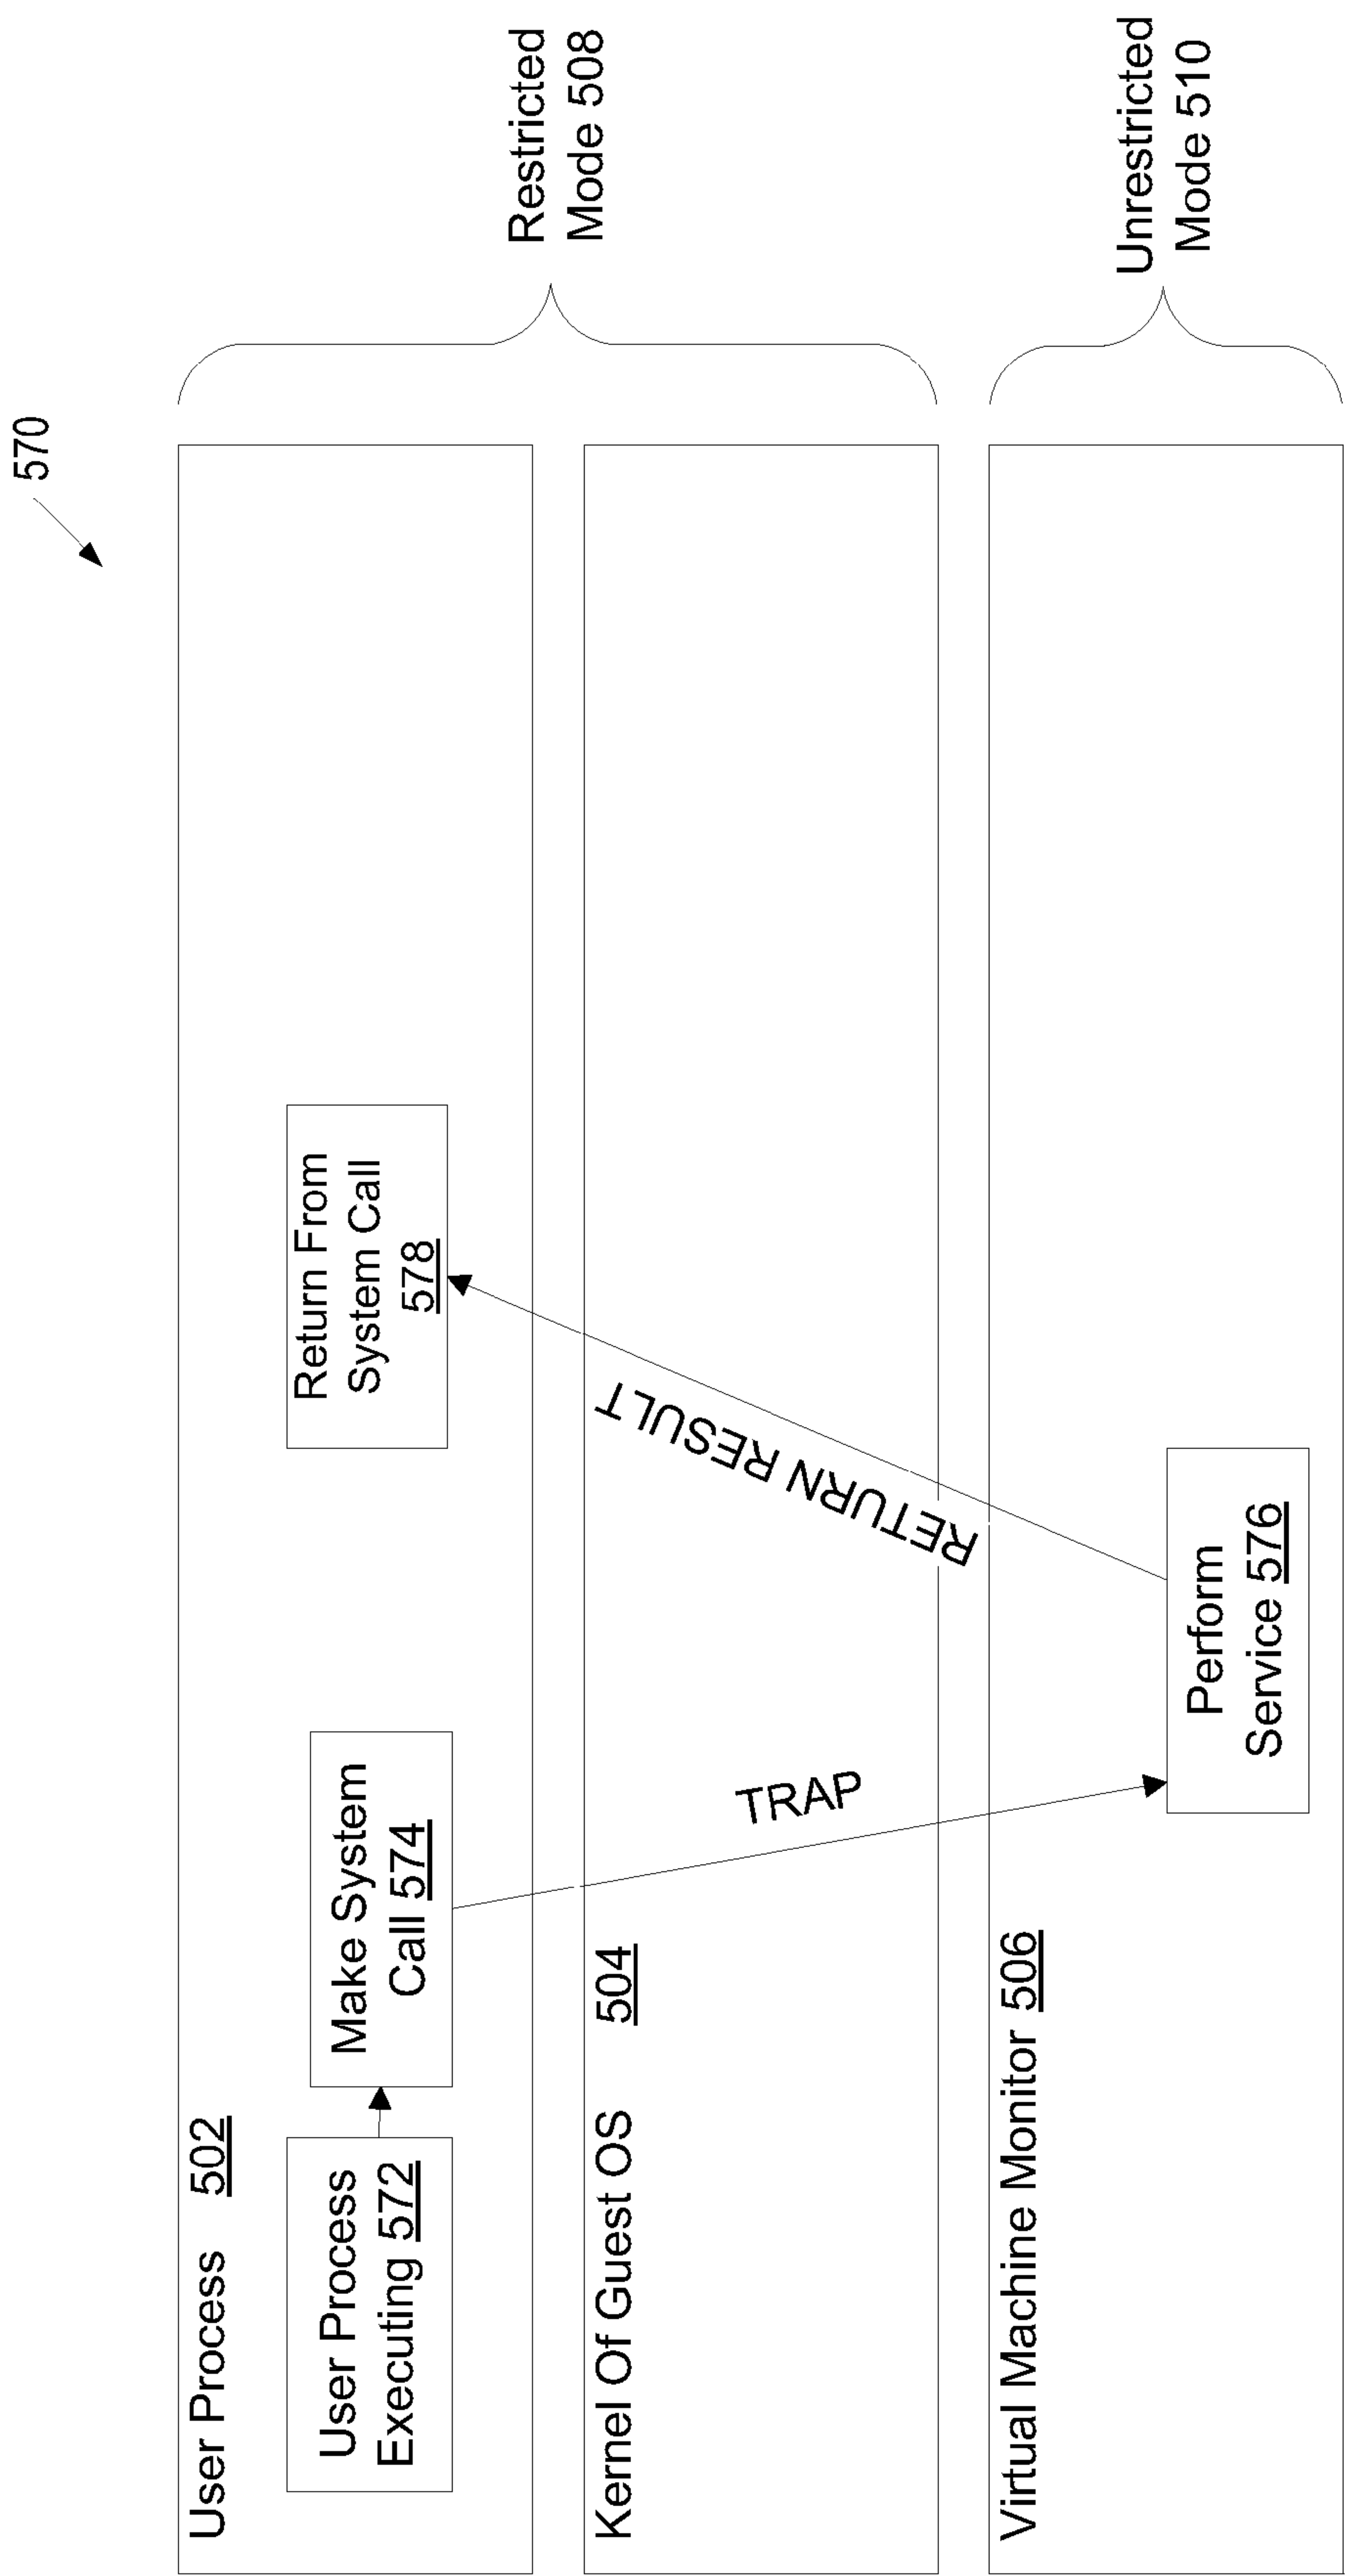 570
User Process 502
User Process
Executing 572
Make System
Call 574
Return From
System Call
578
Restricted
Mode 508
Kernel Of Guest OS 504
TRAP
RETURN RESULT
Virtual Machine Monitor 506
Perform
Service 576
Unrestricted
Mode 510